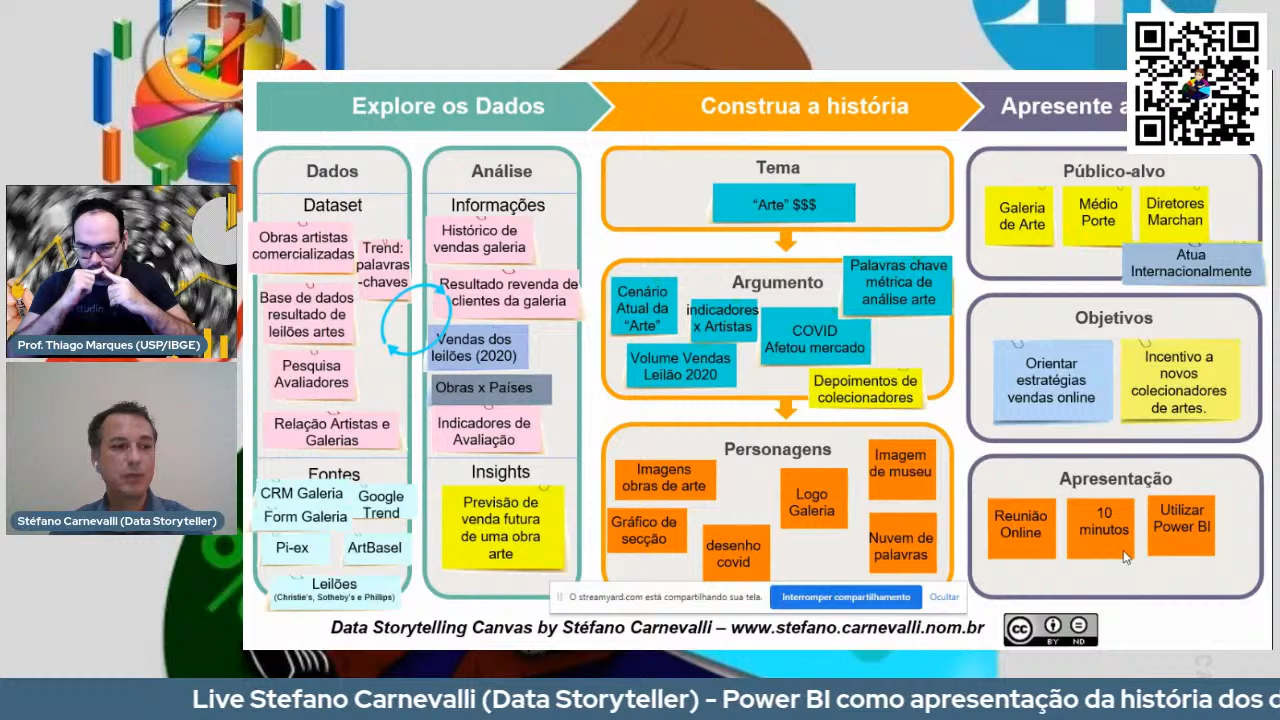 Explore os Dados
Construa a história
Apresente a
Dados
Dataset
Obras artistas
comercializadas
Trend:
palavras
-chaves
Base de dados
resultado de
leilões artes
Pesquisa
Avaliadores
Relação Artistas e
Galerias
Fontes
CRM Galeria
Form Galeria
Google
Trend
Pi-ex
ArtBasel
Leilões
(Christie's, Sotheby's e Phillips)
Análise
Informações
Histórico de
vendas galeria
Resultado revenda de
clientes da galeria
Vendas dos
leilões (2020)
Obras x Países
Indicadores de
Avaliação
Insights
Previsão de
venda futura
de uma obra
arte
Tema
“Arte” $$$
Argumento
Cenário
Atual da
“Arte”
indicadores
x Artistas
Palavras chave
métrica de
análise arte
COVID
Afetou mercado
Volume Vendas
Leilão 2020
Depoimentos de
colecionadores
Personagens
Imagens
obras de arte
Logo
Galeria
Imagem
de museu
Gráfico de
secção
desenho
covid
Nuvem de
palavras
Público-alvo
Galeria
de Arte
Médio
Porte
Diretores
Marchan
Atua
Internacionalmente
Objetivos
Orientar
estratégias
vendas online
Incentivo a
novos
colecionadores
de artes.
Apresentação
Reunião
Online
10
minutos
Utilizar
Power BI
O streamyard.com está compartilhando sua tela.
Interromper compartilhamento
Ocultar
Data Storytelling Canvas by Stéfano Carnevalli – www.stefano.carnevalli.nom.br
cc
BY ND
studio
Prof. Thiago Marques (USP/IBGE)
Stéfano Carnevalli (Data Storyteller)
Live Stefano Carnevalli (Data Storyteller) - Power BI como apresentação da história dos